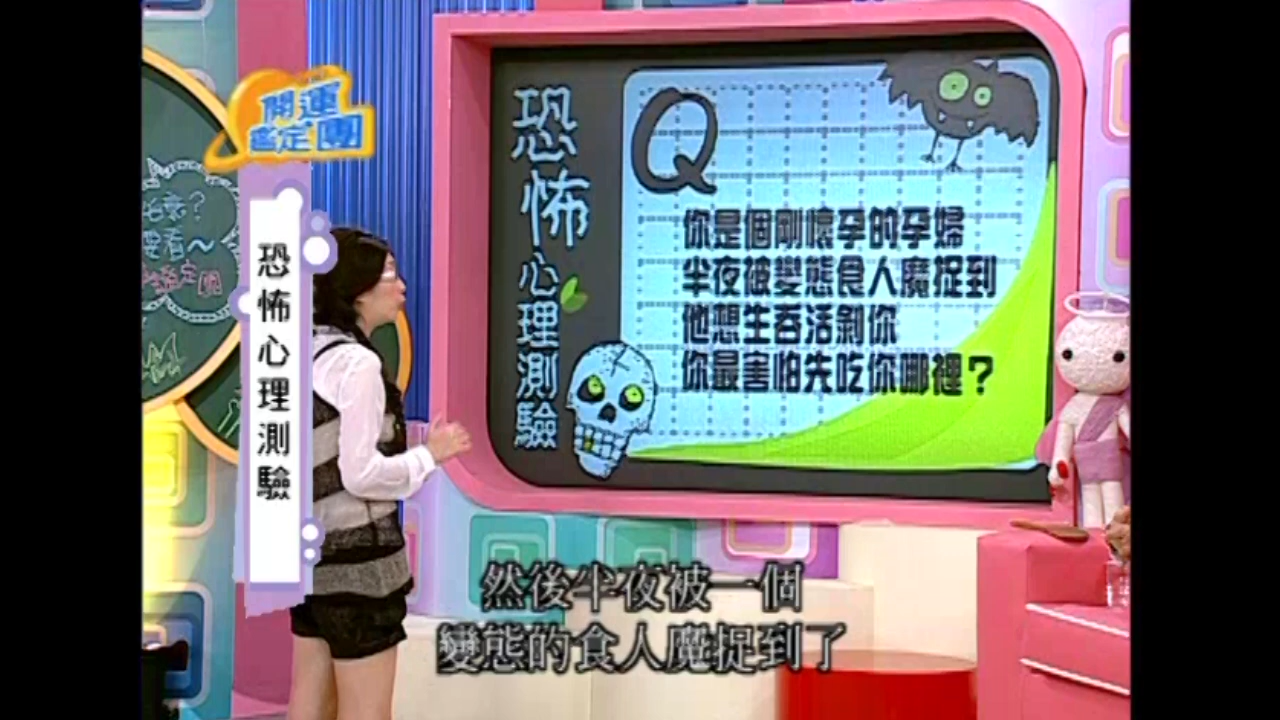 開運
鑑定團
恐怖心理測驗
恐怖心理測驗
Q
你是個剛懷孕的孕婦
半夜被變態食人魔捉到
他想生吞活剝你
你最害怕先吃你哪裡?
然後半夜被一個
變態的食人魔捉到了